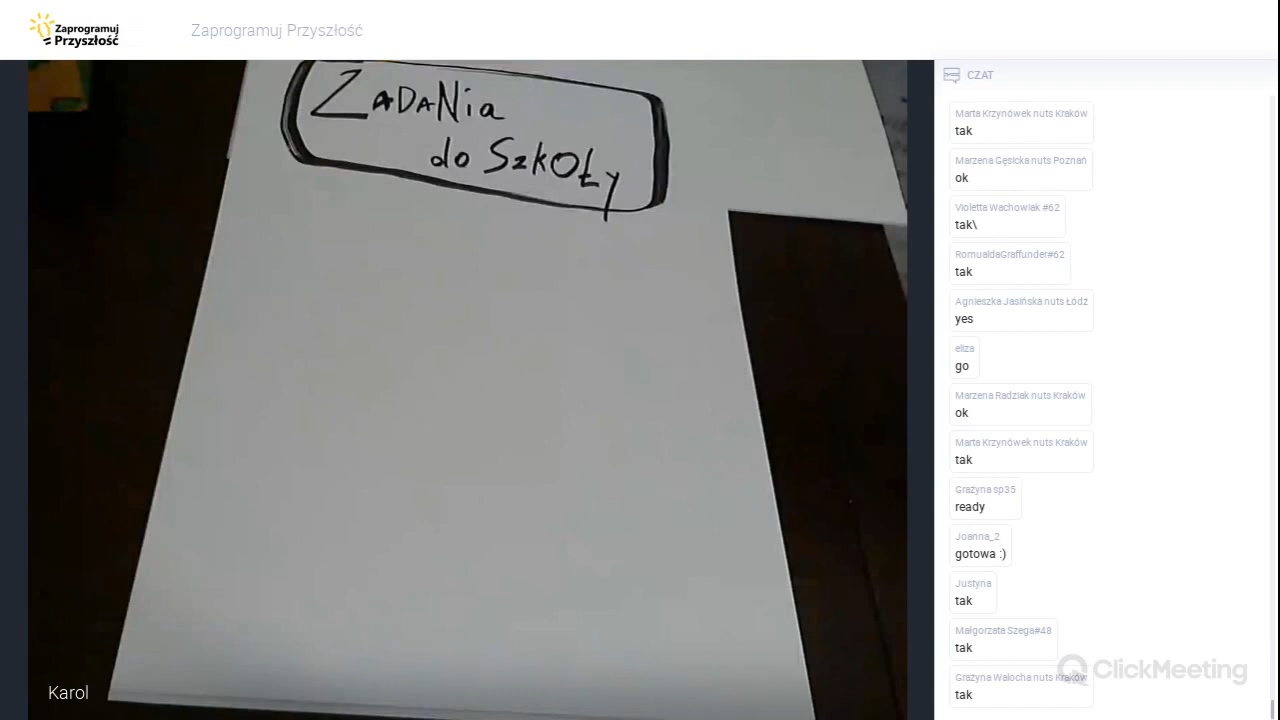 Zaprogramuj
Przyszłość
Zaprogramuj Przyszłość
ZADANia
do SzKOŁy
Karol
CZAT
Marta Krzynówek nuts Kraków
tak
Marzena Gęsicka nuts Poznań
ok
Violetta Wachowiak #62
tak\
RomualdaGraffunder#62
tak
Agnieszka Jasińska nuts Łódź
yes
eliza
go
Marzena Radziak nuts Kraków
ok
Marta Krzynówek nuts Kraków
tak
Grażyna sp35
ready
Joanna_2
gotowa :)
Justyna
tak
Małgorzata Szega#48
tak
Grażyna Walocha nuts Kraków
tak
ClickMeeting